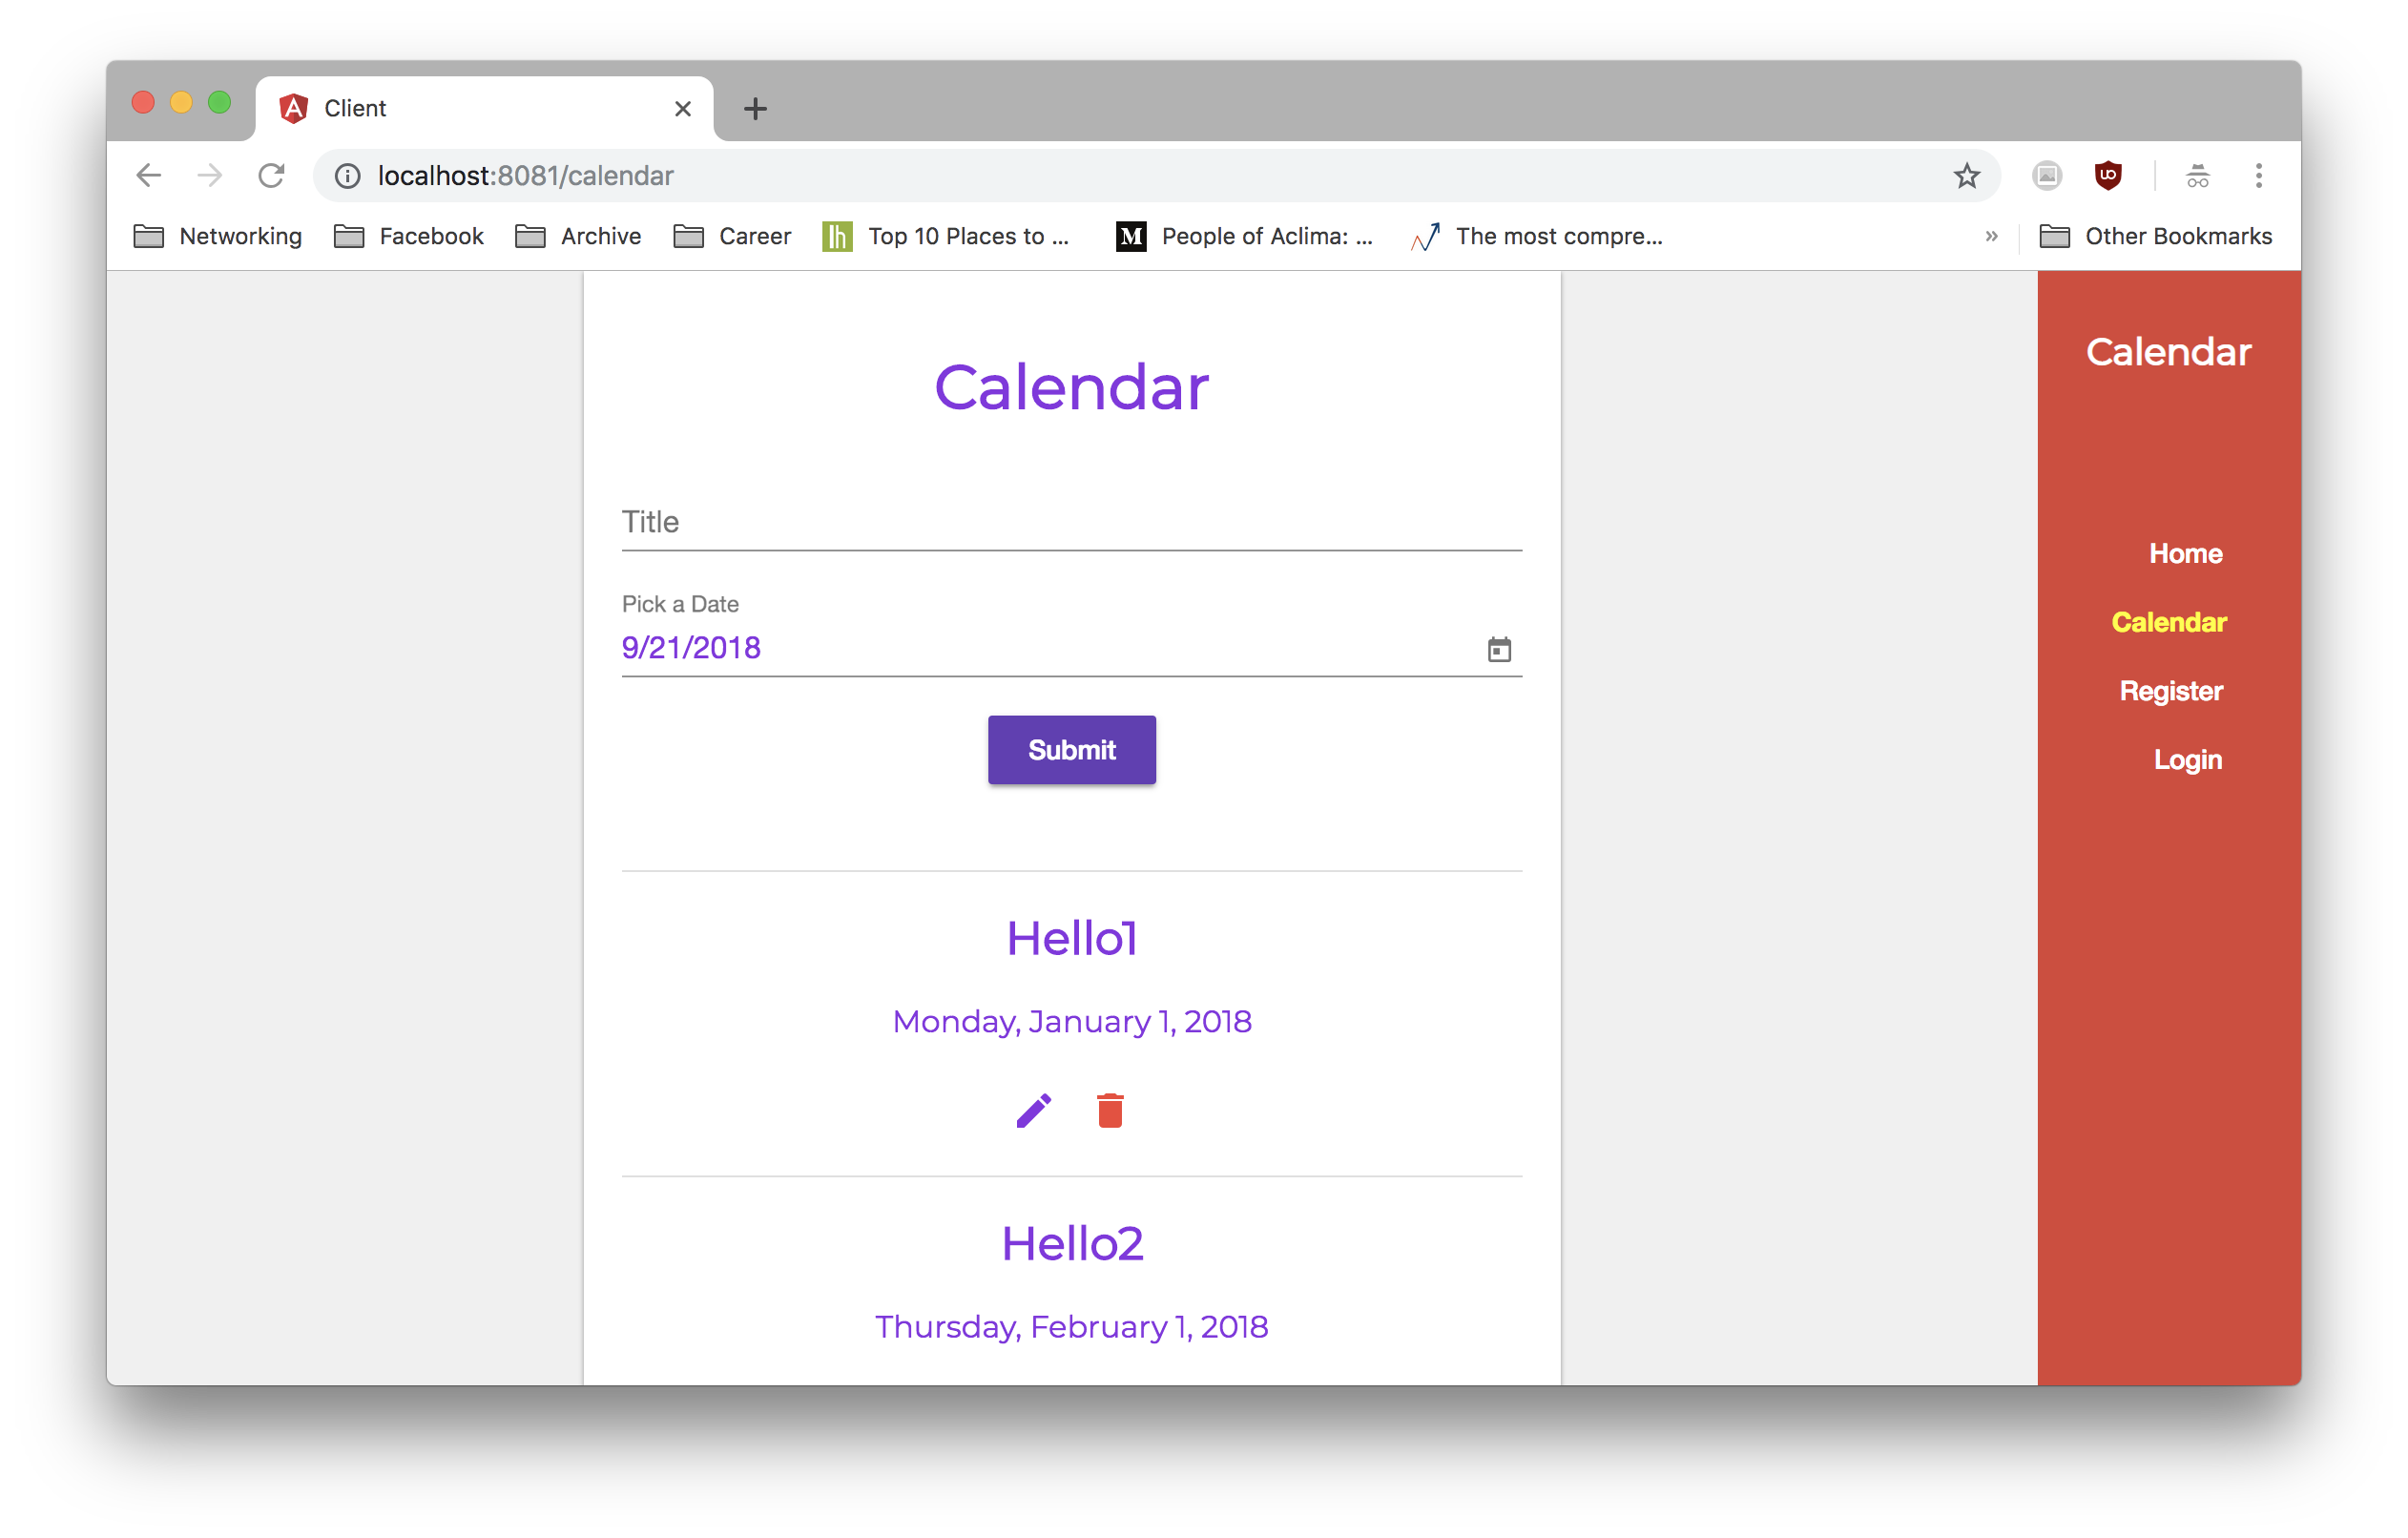 Client
localhost:8081/calendar
Networking Facebook Archive Career Top 10 Places to ... People of Aclima: ... The most compre... » Other Bookmarks
Calendar
Title
Pick a Date
9/21/2018
Submit
Hello1
Monday, January 1, 2018
Hello2
Thursday, February 1, 2018
Calendar
Home
Calendar
Register
Login